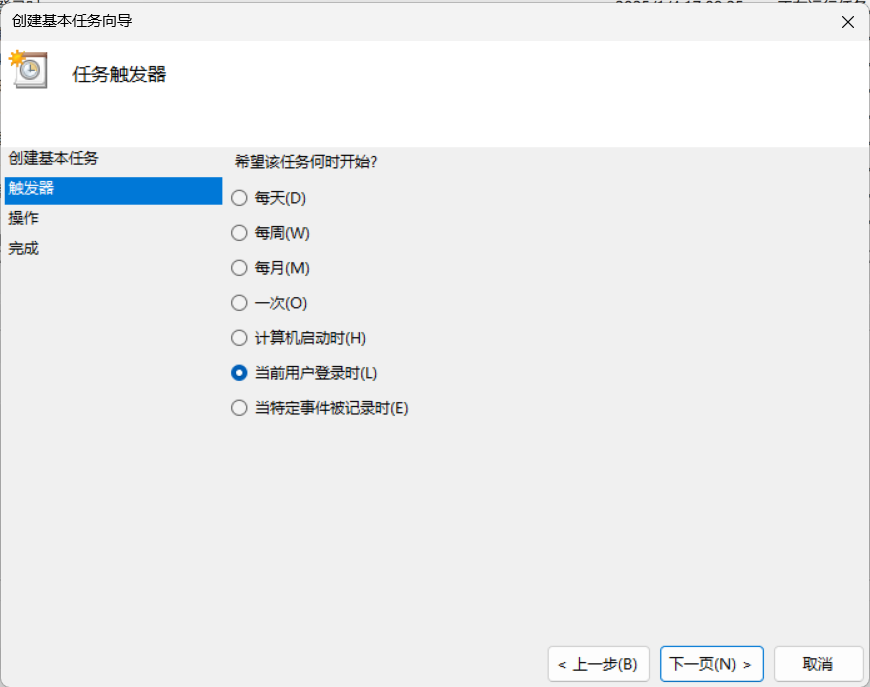 创建基本任务向导
任务触发器
创建基本任务
触发器
操作
完成
希望该任务何时开始?
每天(D)
每周(W)
每月(M)
一次(O)
计算机启动时(H)
当前用户登录时(L)
当特定事件被记录时(E)
< 上一步(B)
下一页(N) >
取消